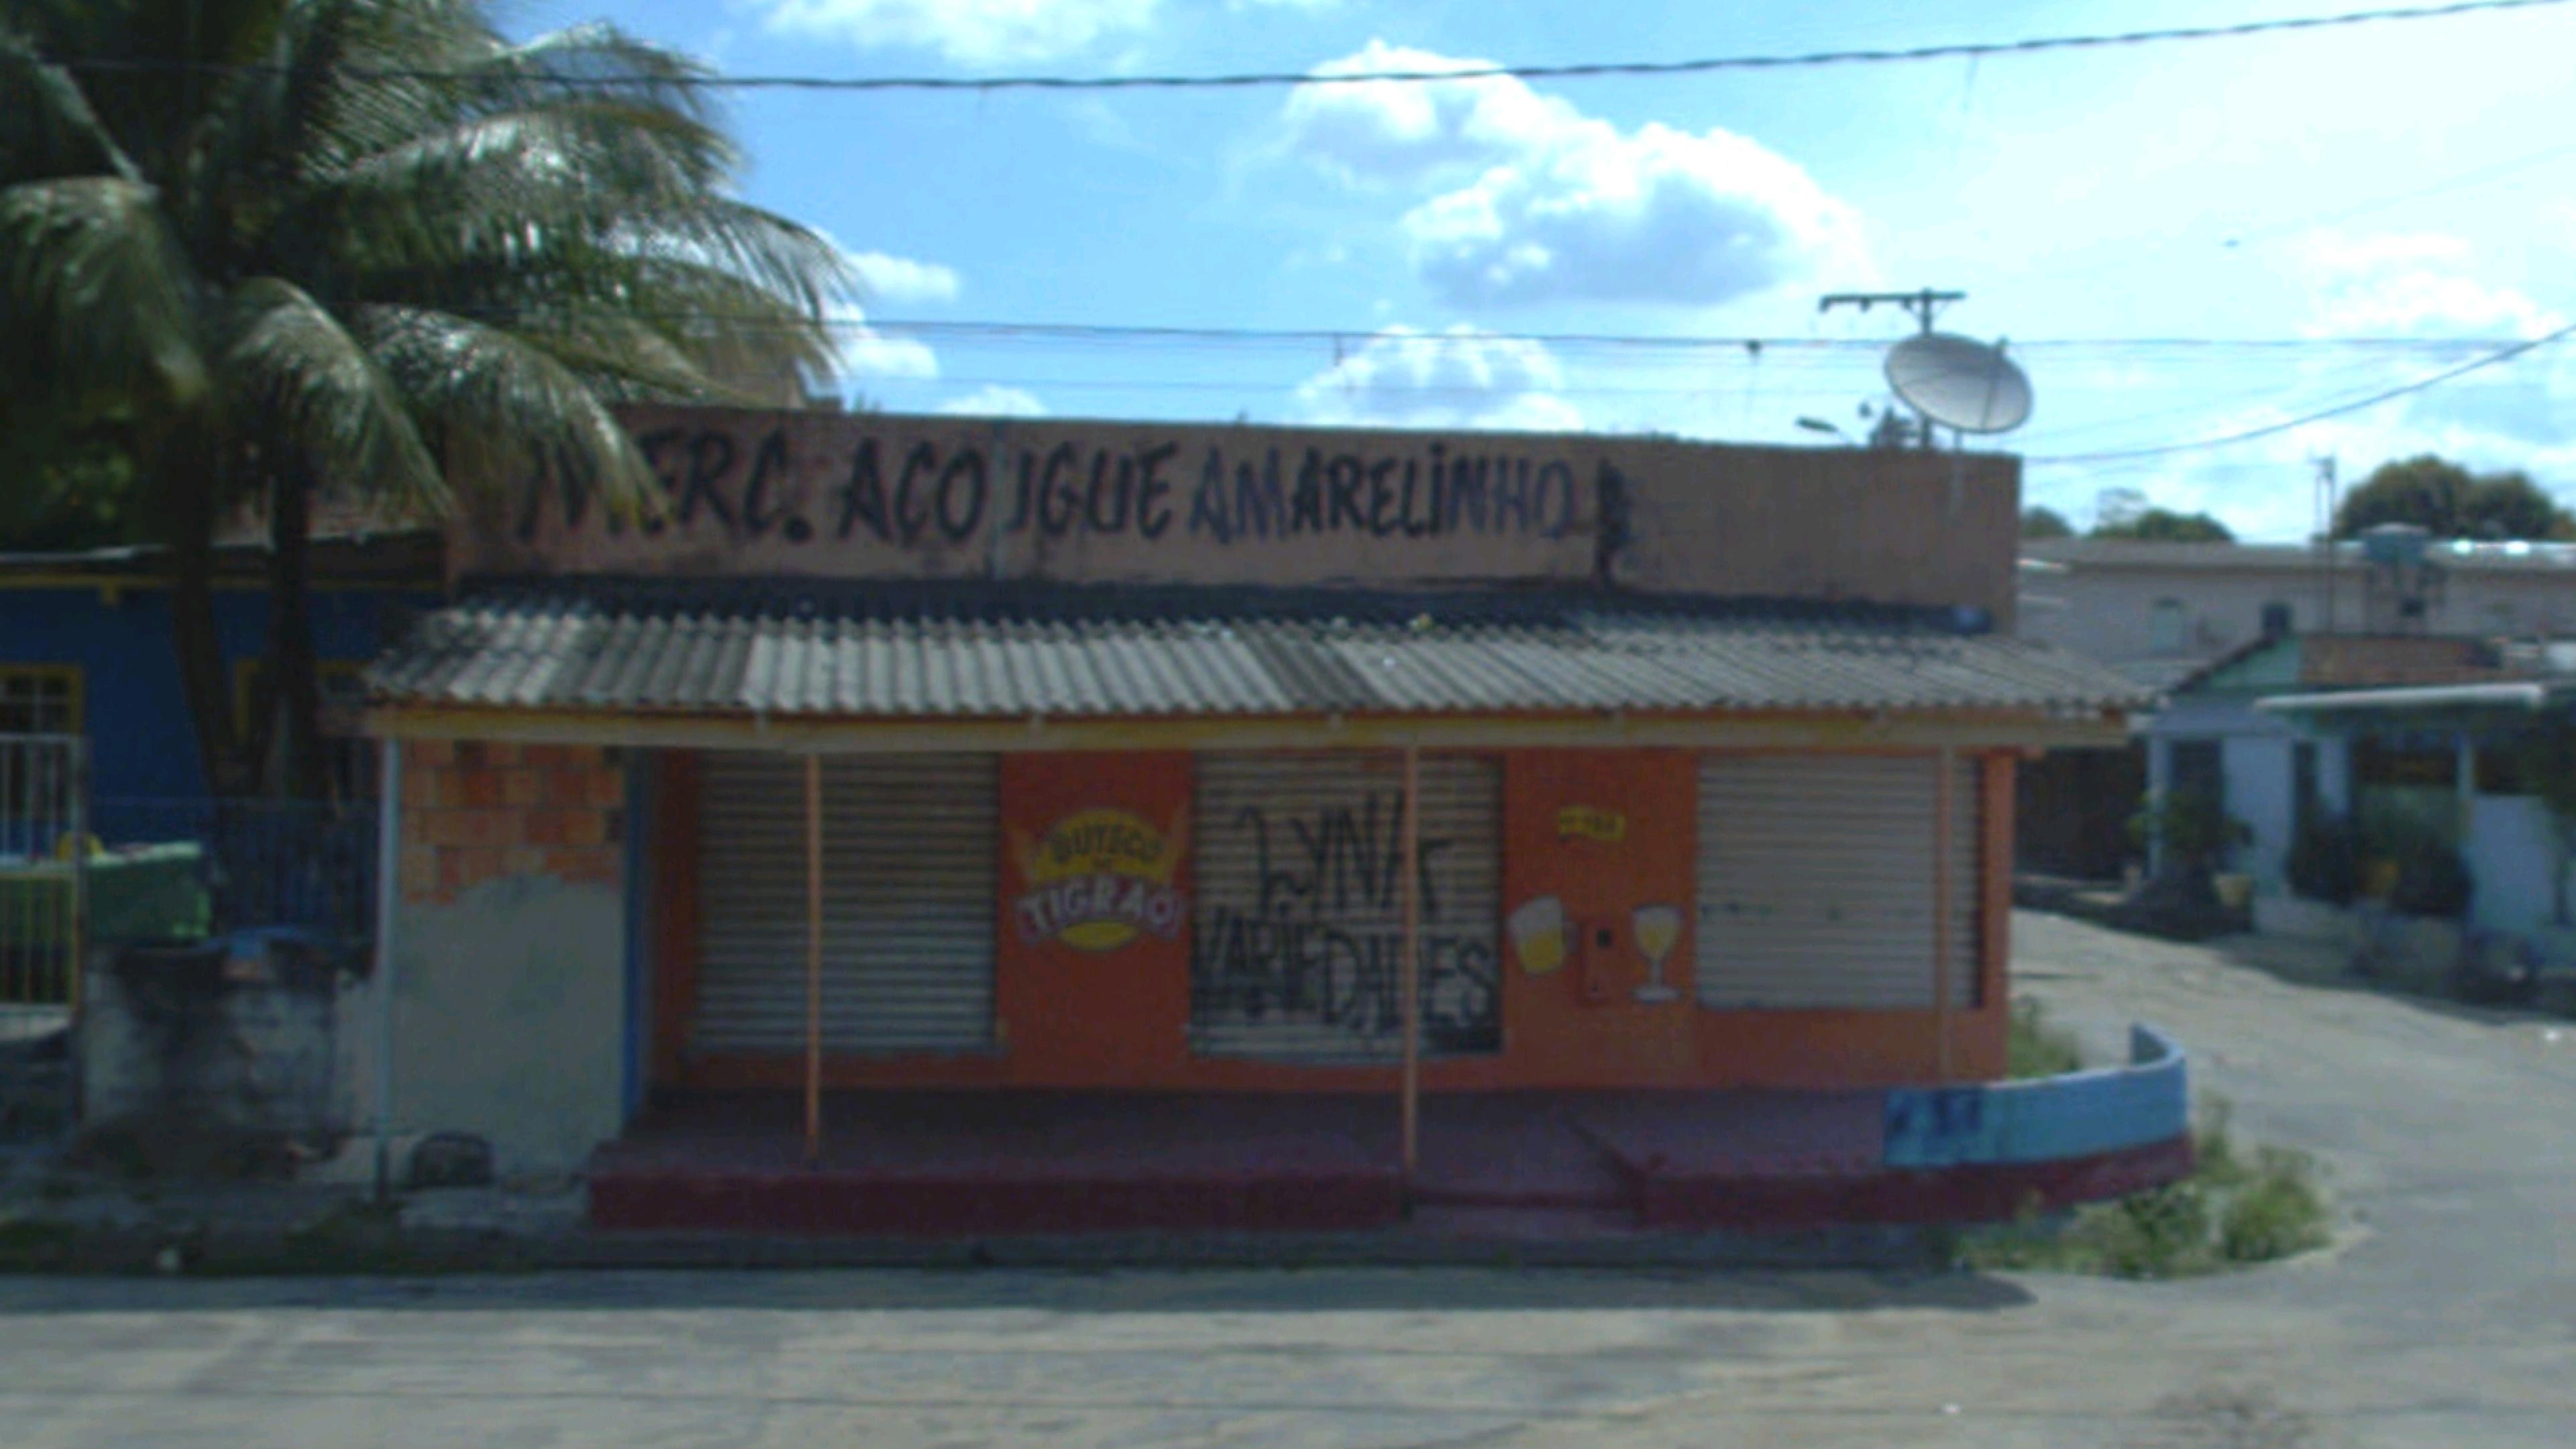 MERC. AÇOUGUE AMARELINHO
BUTECO
TIGRÃO
VARIEDADES